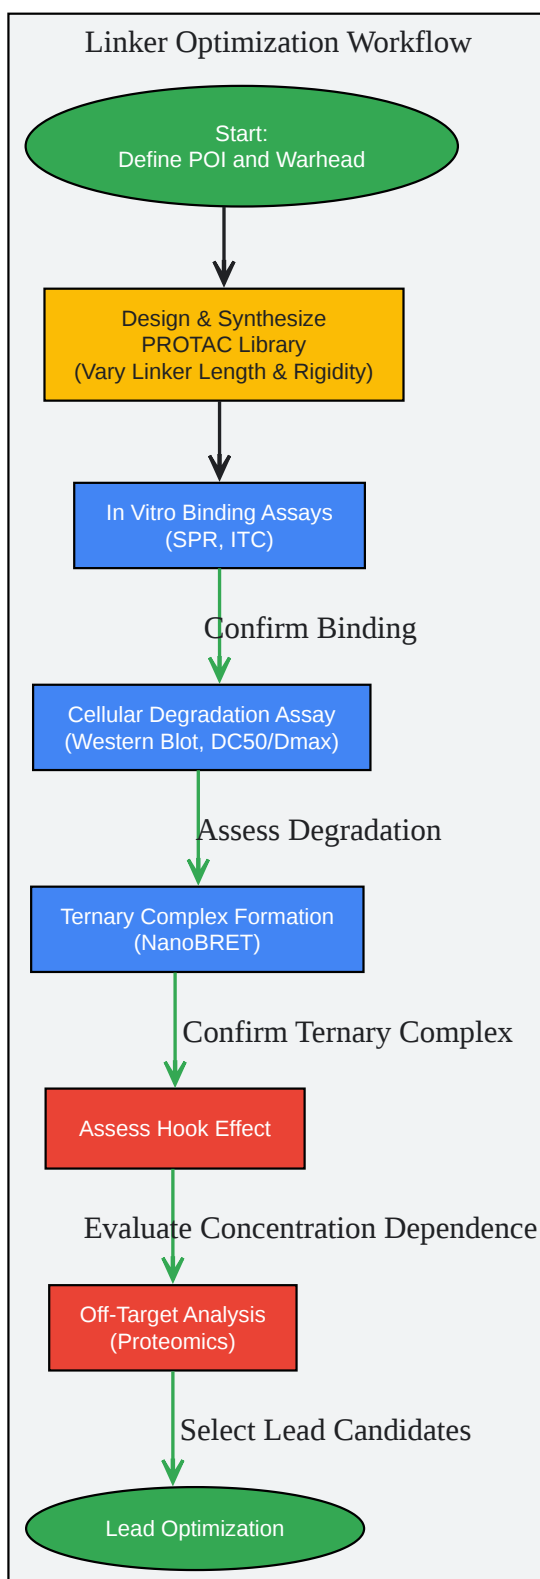 Linker Optimization Workflow
Start:
Define POI and Warhead
Design & Synthesize
PROTAC Library
(Vary Linker Length & Rigidity)
In Vitro Binding Assays
(SPR, ITC)
Confirm Binding
Cellular Degradation Assay
(Western Blot, DC50/Dmax)
Assess Degradation
Ternary Complex Formation
(NanoBRET)
Confirm Ternary Complex
Assess Hook Effect
Evaluate Concentration Dependence
Off-Target Analysis
(Proteomics)
Select Lead Candidates
Lead Optimization